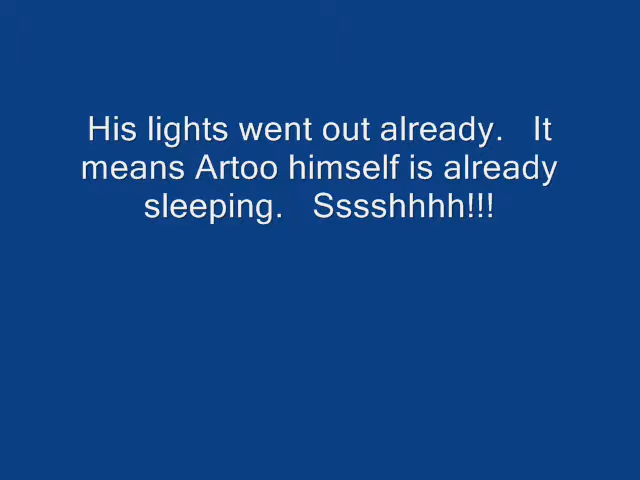 His lights went out already.   It
means Artoo himself is already
sleeping.   Sssshhhh!!!